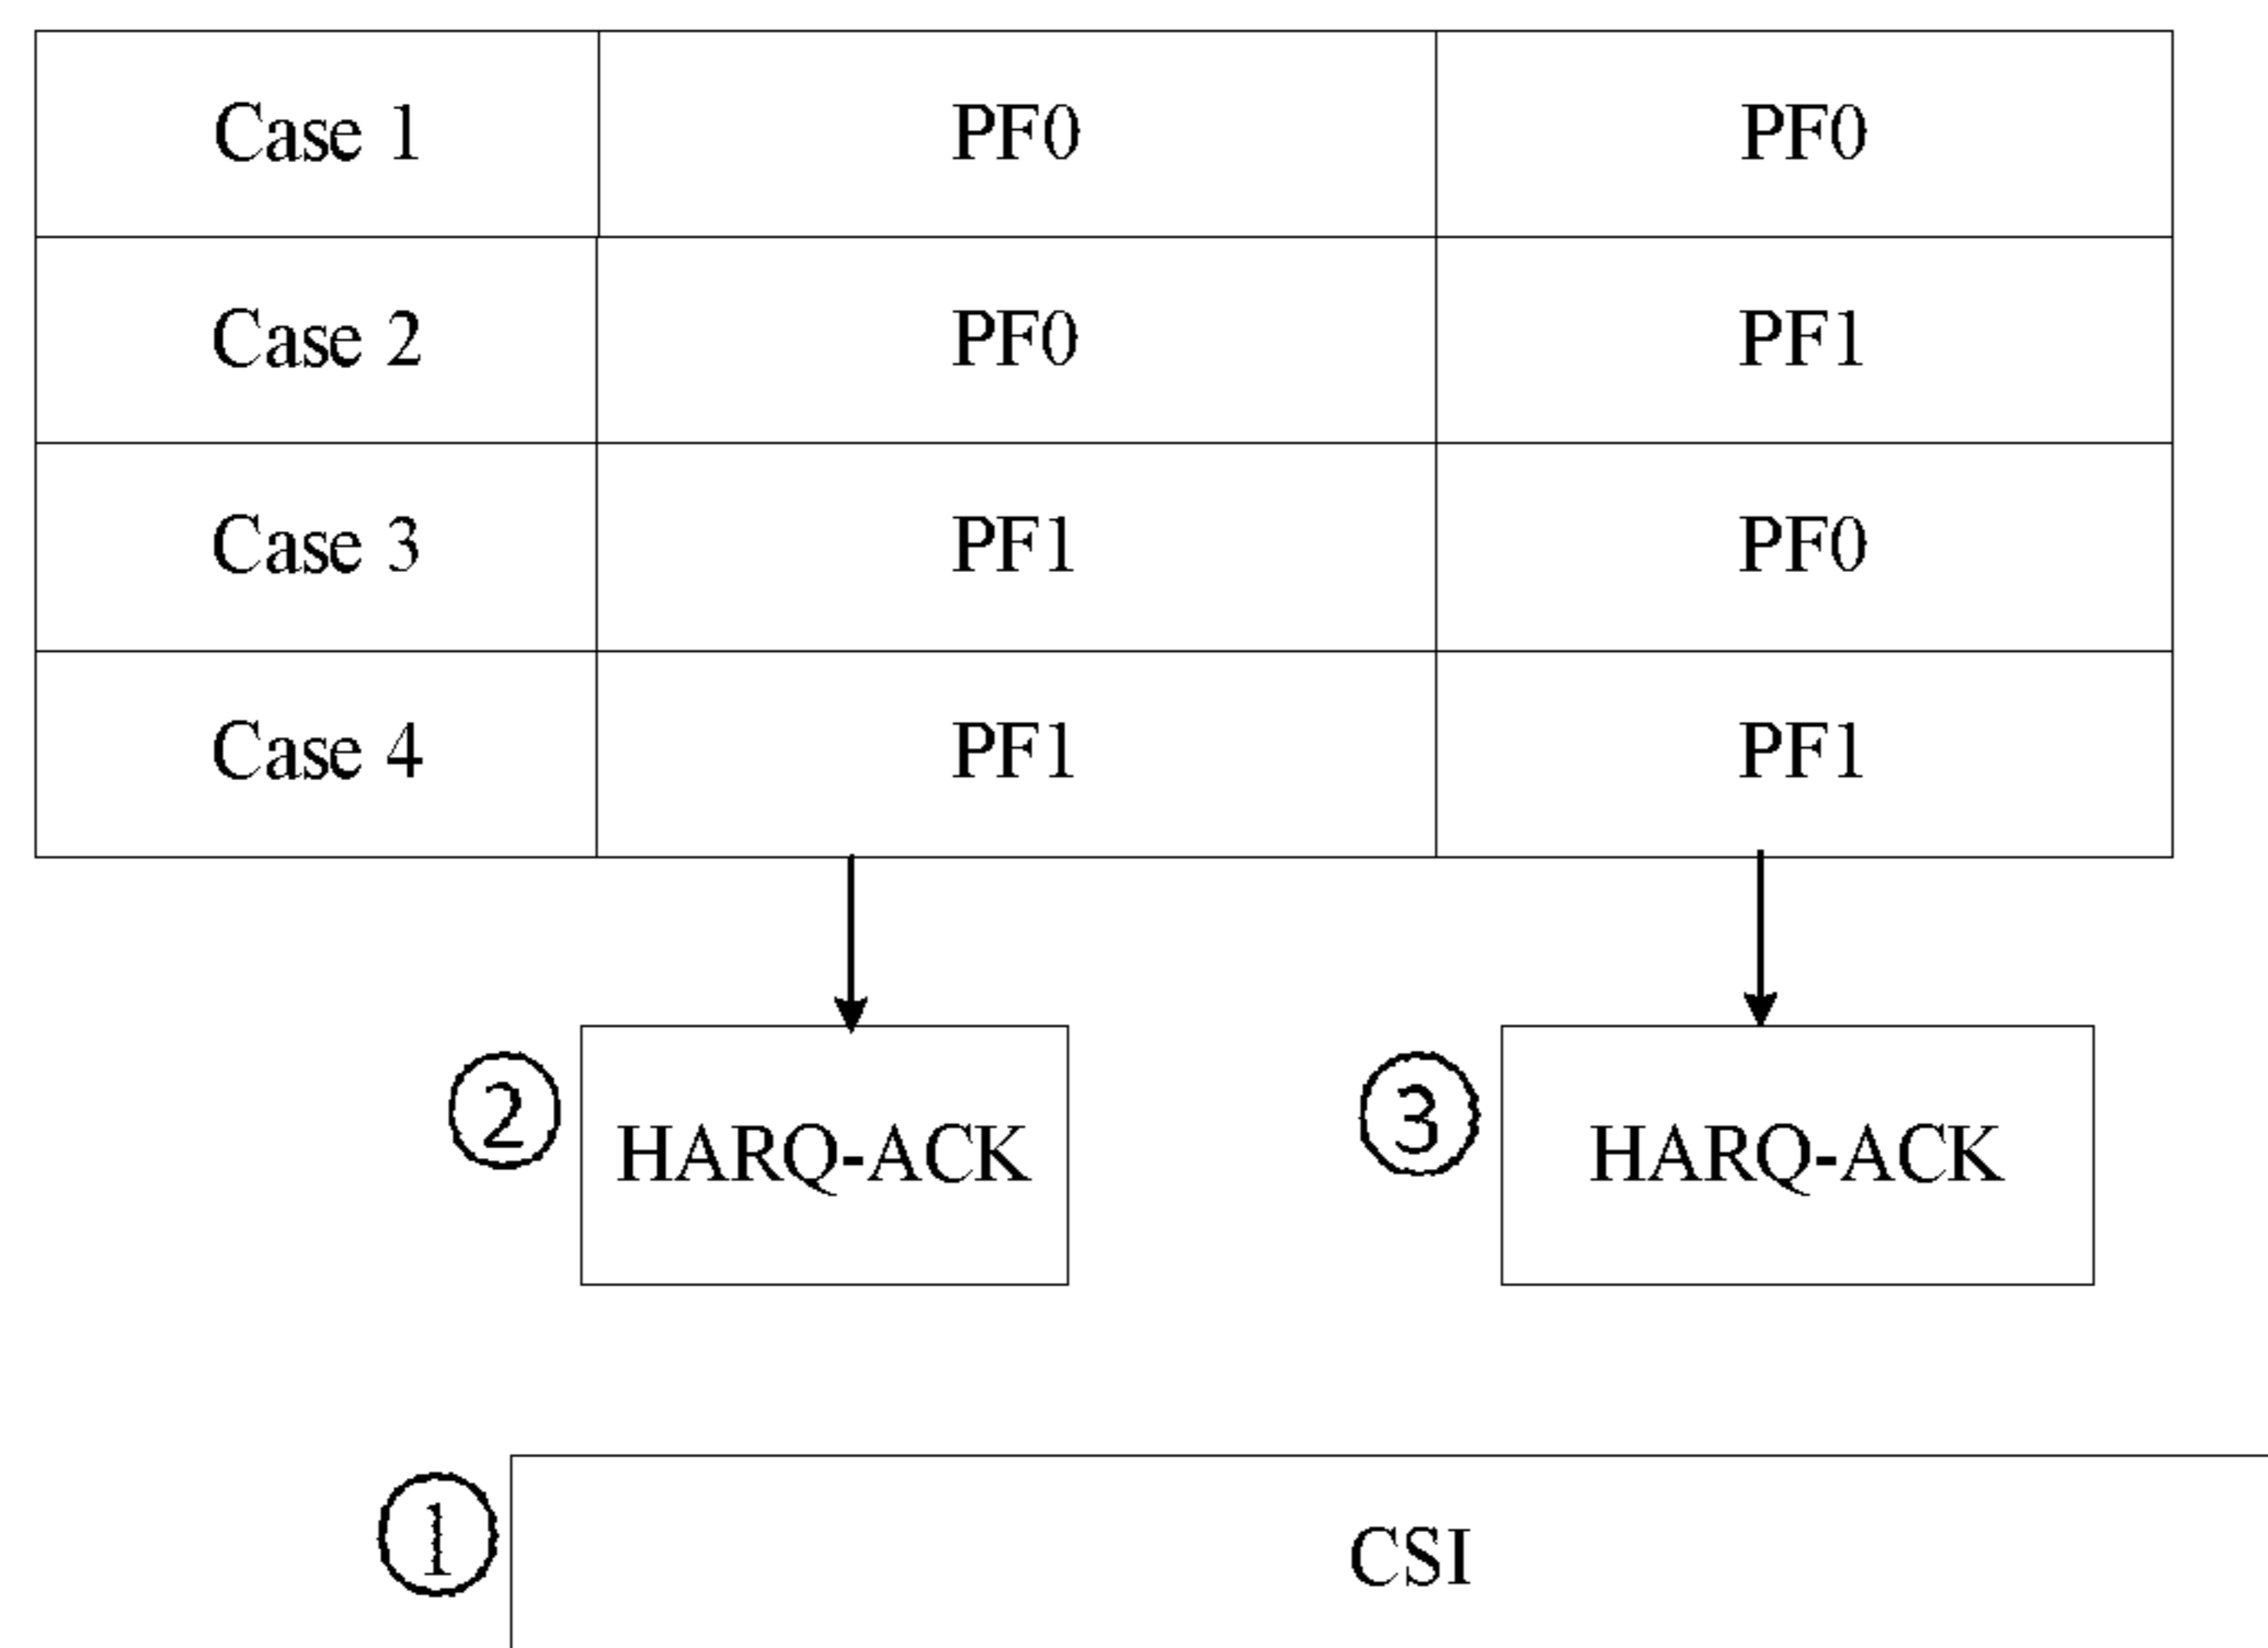 Case 1 PF0 PF0
Case 2 PF0 PF1
Case 3 PF1 PF0
Case 4 PF1 PF1
② HARQ-ACK ③ HARQ-ACK
① CSI